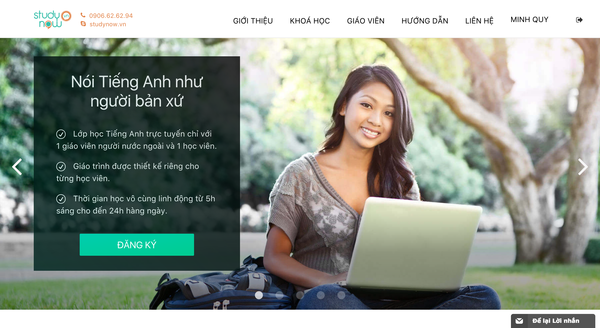 study
now
0906.62.62.94
studynow.vn
GIỚI THIỆU KHOÁ HỌC GIÁO VIÊN HƯỚNG DẪN LIÊN HỆ MINH QUY
Nói Tiếng Anh như
người bản xứ
Lớp học Tiếng Anh trực tuyến chỉ với
1 giáo viên người nước ngoài và 1 học viên.
Giáo trình được thiết kế riêng cho
từng học viên.
Thời gian học vô cùng linh động từ 5h
sáng cho đến 24h hàng ngày.
ĐĂNG KÝ
Để lại Lời nhắn